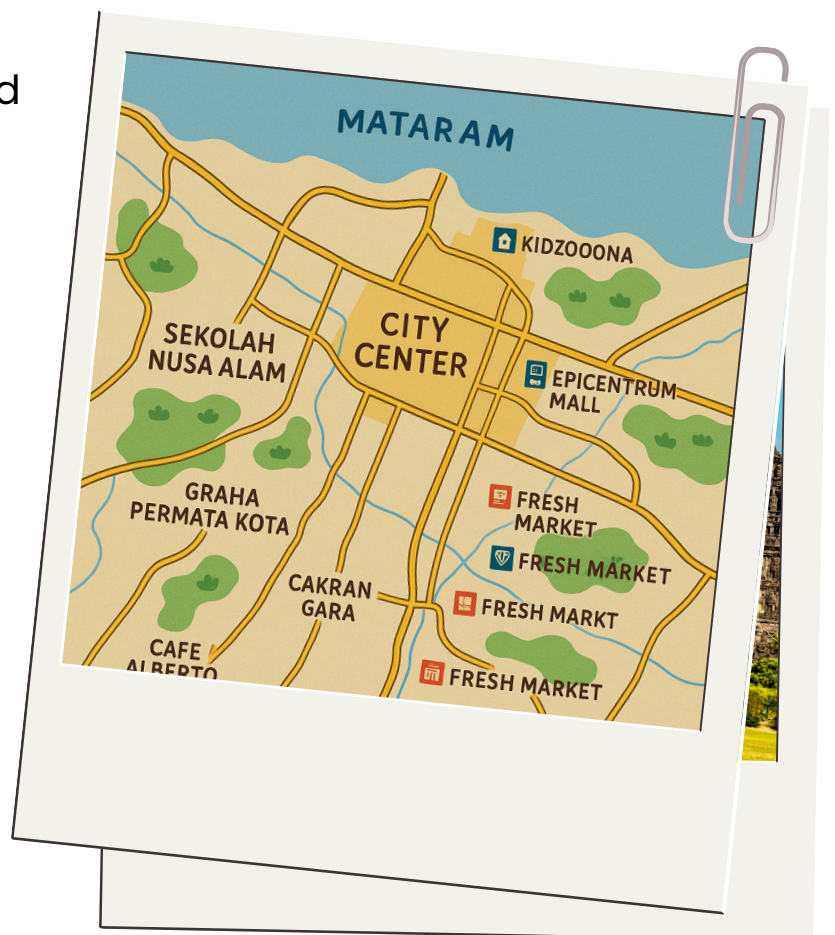 d
MATARAM
KIDZOOONA
CITY
CENTER
SEKOLAH
NUSA ALAM
EPICENTRUM
MALL
GRAHA
PERMATA KOTA
FRESH
MARKET
FRESH MARKET
CAKRAN
GARA
FRESH MARKT
CAFE
ALBERTO
FRESH MARKET